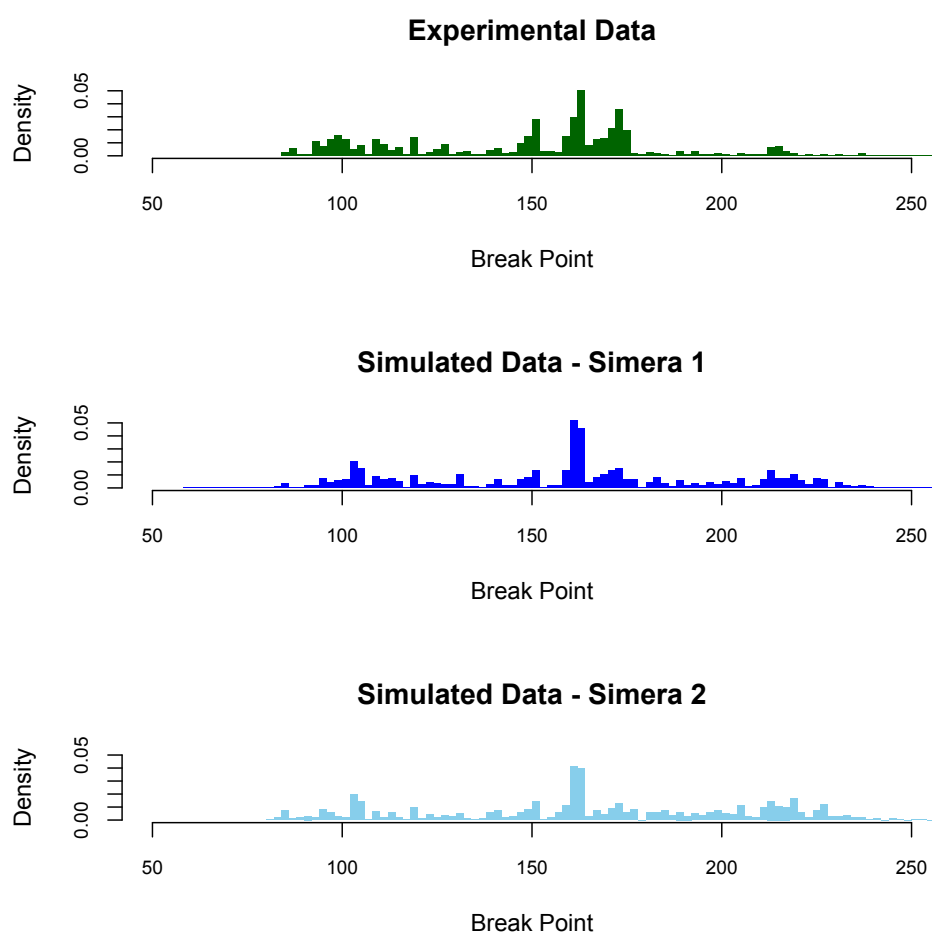 Experimental Data
Density
0.00 0.05
50 100 150 200 250
Break Point
Simulated Data - Simera 1
Density
0.00 0.05
50 100 150 200 250
Break Point
Simulated Data - Simera 2
Density
0.00 0.05
50 100 150 200 250
Break Point